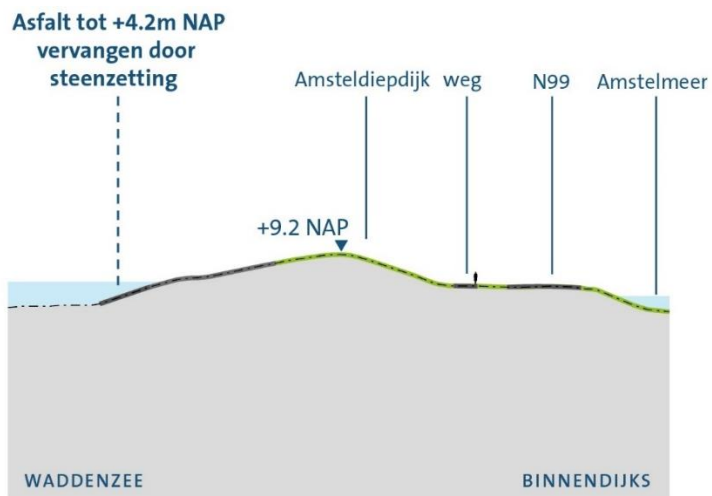 Asfalt tot +4.2m NAP
vervangen door
steenzetting
Amsteldiepdijk
weg
N99
Amstelmeer
+9.2 NAP
WADDENZEE
BINNENDIJKS